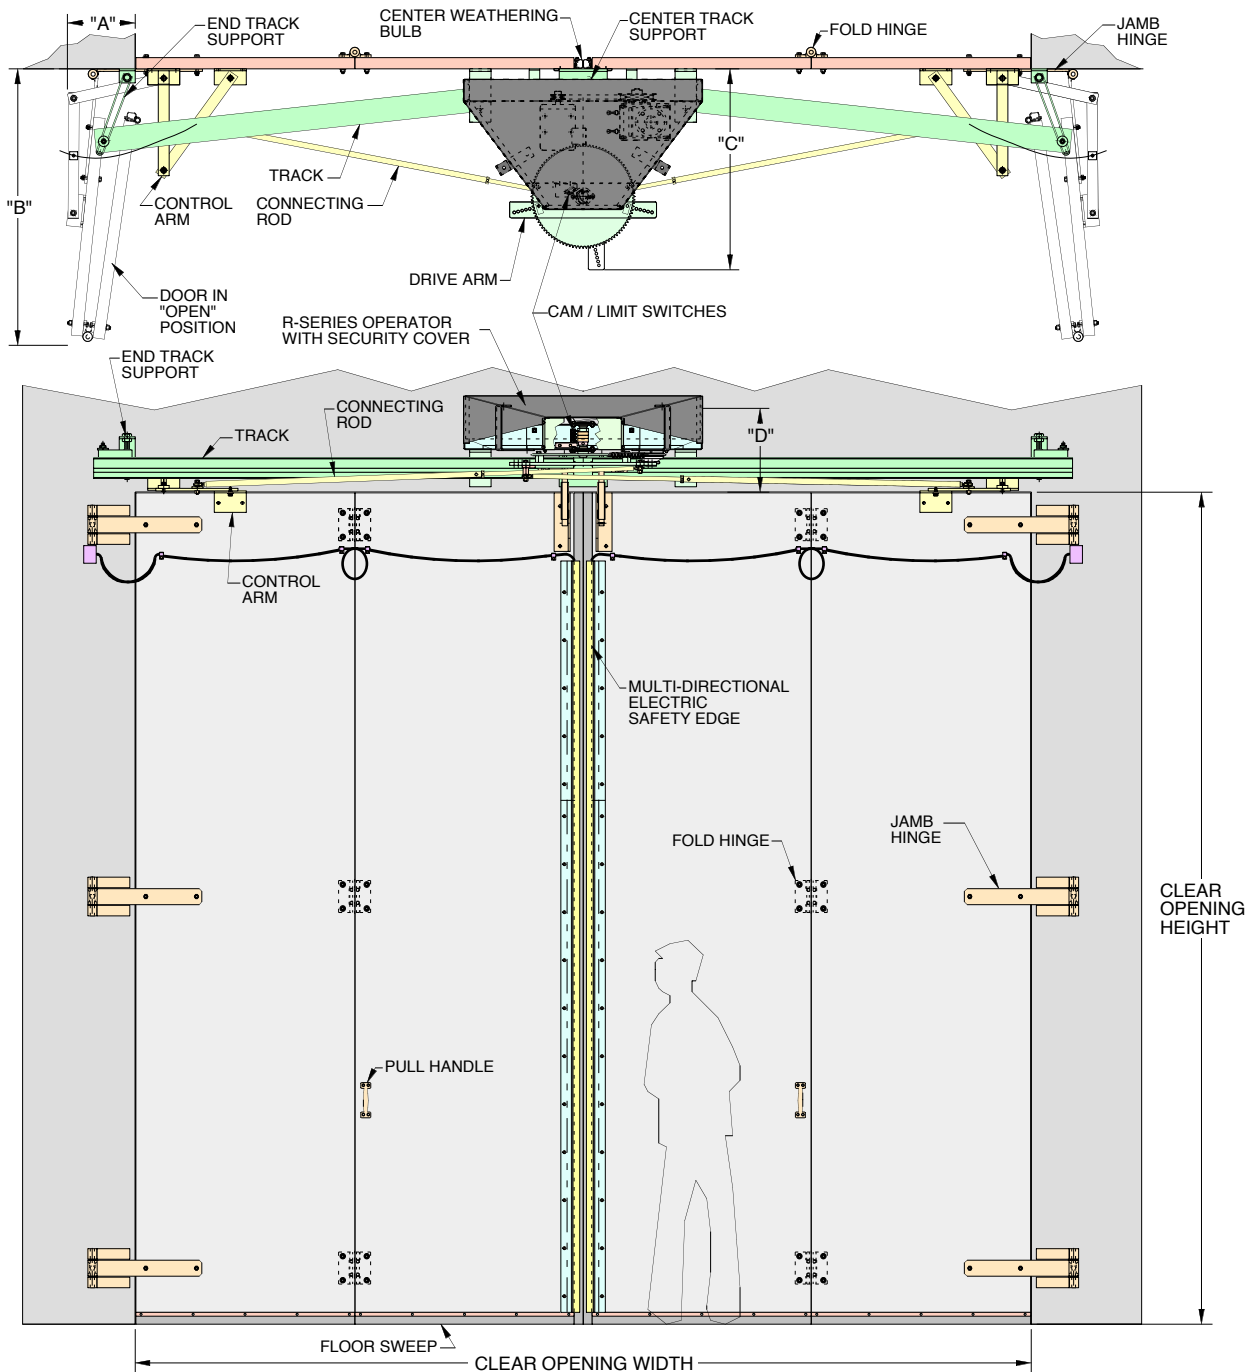 "A"
END TRACK
SUPPORT
CENTER WEATHERING
BULB
CENTER TRACK
SUPPORT
FOLD HINGE
JAMB
HINGE
"B"
"C"
TRACK
CONTROL
ARM
CONNECTING
ROD
DRIVE ARM
DOOR IN
"OPEN"
POSITION
CAM / LIMIT SWITCHES
R-SERIES OPERATOR
WITH SECURITY COVER
END TRACK
SUPPORT
CONNECTING
ROD
TRACK
"D"
CONTROL
ARM
MULTI-DIRECTIONAL
ELECTRIC
SAFETY EDGE
JAMB
HINGE
FOLD HINGE
CLEAR
OPENING
HEIGHT
PULL HANDLE
FLOOR SWEEP
CLEAR OPENING WIDTH